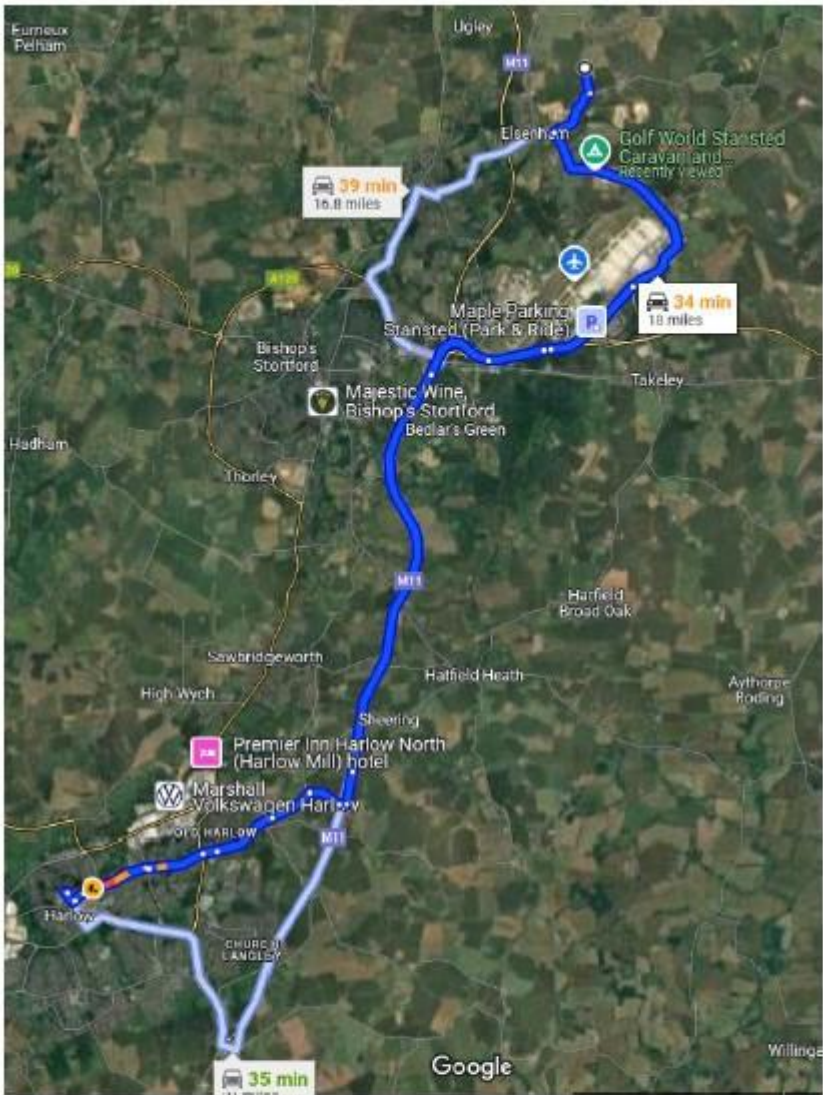 Furneux
Pelham
Ugley
M11
Elsenham
Golf World Stansted
Caravan and...
Recently viewed
39 min
16.8 miles
A120
34 min
18 miles
Maple Parking
Stansted (Park & Ride)
P
Bishop's
Stortford
Takeley
Majestic Wine,
Bishop's Stortford
Bedlar's Green
Hadham
Thorley
M11
Hatfield
Broad Oak
Sawbridgeworth
Hatfield Heath
High Wych
Aythorpe
Roding
Sheering
Premier Inn Harlow North
(Harlow Mill) hotel
Marshall
Volkswagen Harlow
OLD HARLOW
M11
Harlow
CHURCH
LANGLEY
Google
Willinga
35 min